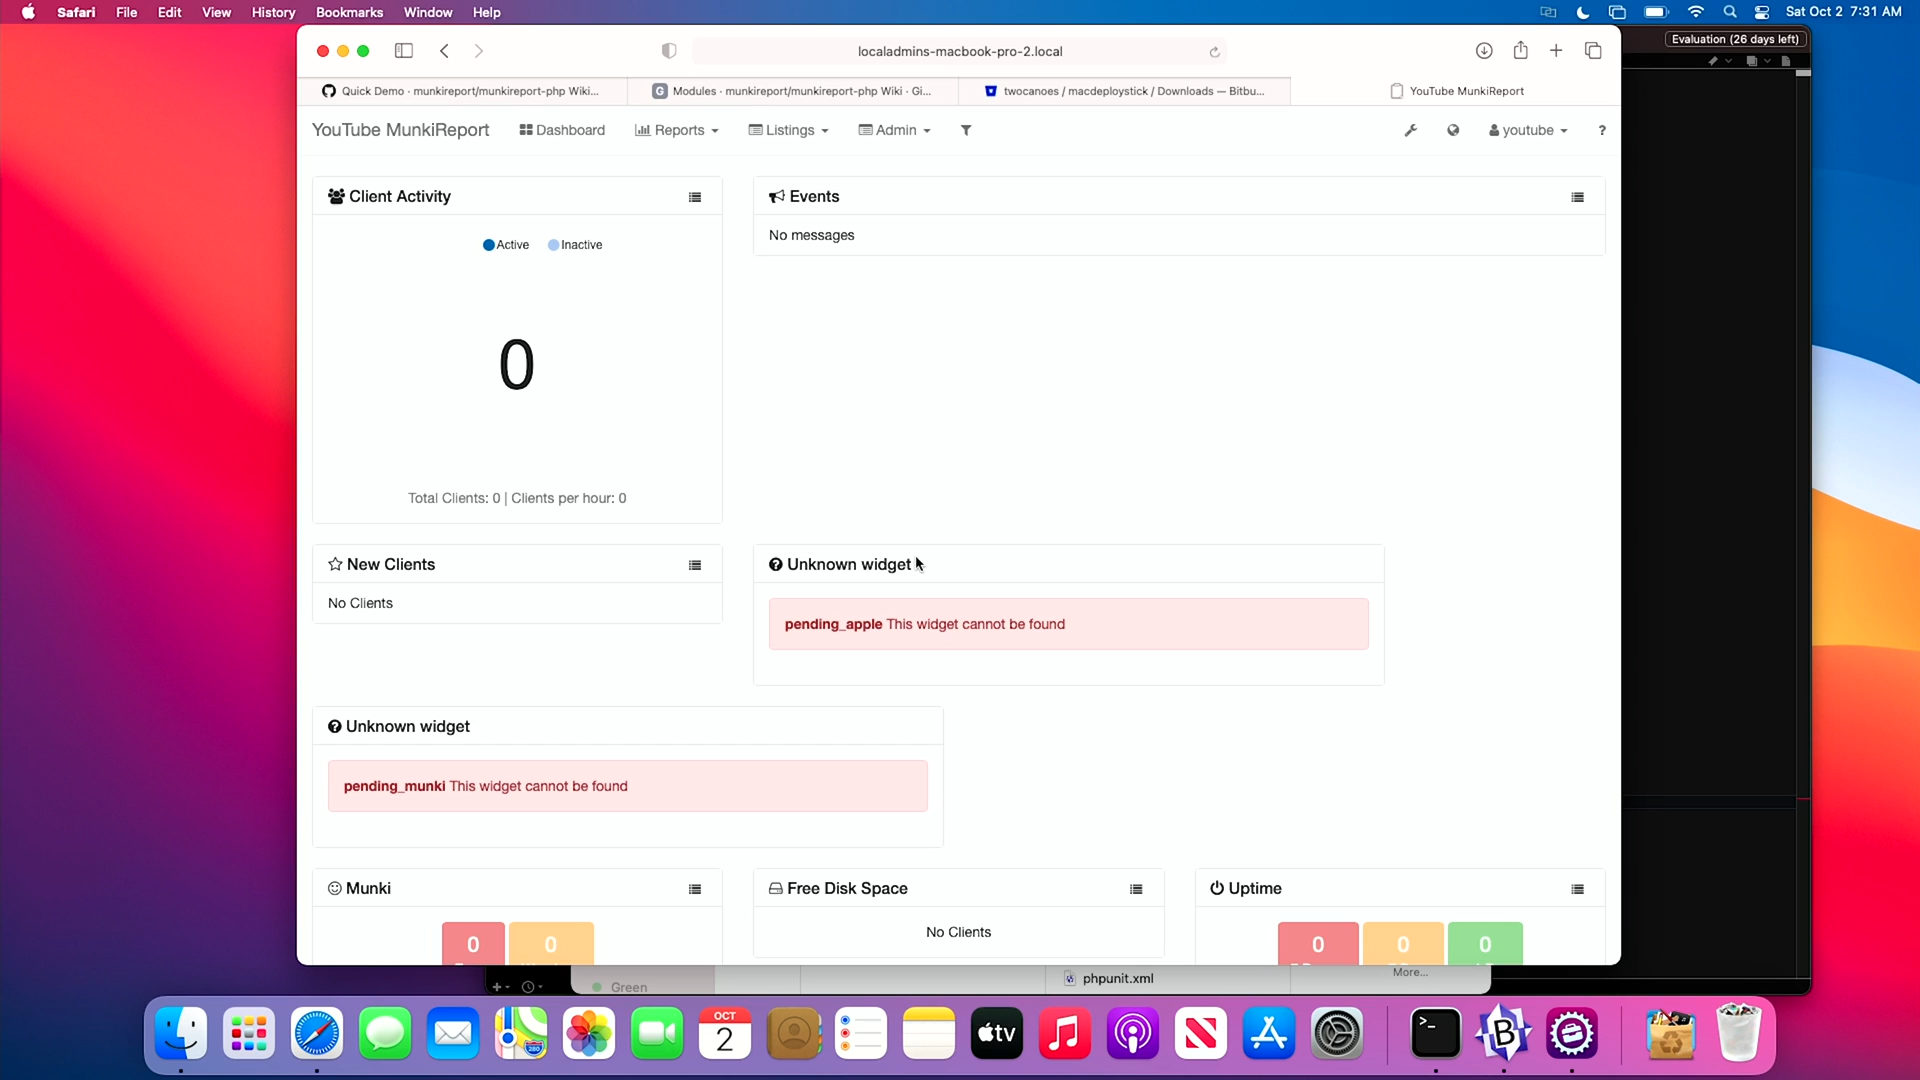 Safari File Edit View History Bookmarks Window Help Sat Oct 2 7:31 AM
Evaluation (26 days left)
localadmins-macbook-pro-2.local
Quick Demo · munkireport/munkireport-php Wiki...
G Modules · munkireport/munkireport-php Wiki · Gi...
twocanoes / macdeploystick / Downloads — Bitbu...
YouTube MunkiReport
YouTube MunkiReport Dashboard Reports Listings Admin youtube ?
Client Activity
Active Inactive
0
Total Clients: 0 | Clients per hour: 0
Events
No messages
New Clients
No Clients
Unknown widget
pending_apple This widget cannot be found
Unknown widget
pending_munki This widget cannot be found
Munki
0 0
Free Disk Space
No Clients
Uptime
0 0 0
More...
Green
phpunit.xml
OCT
2
280
tv
>_
B